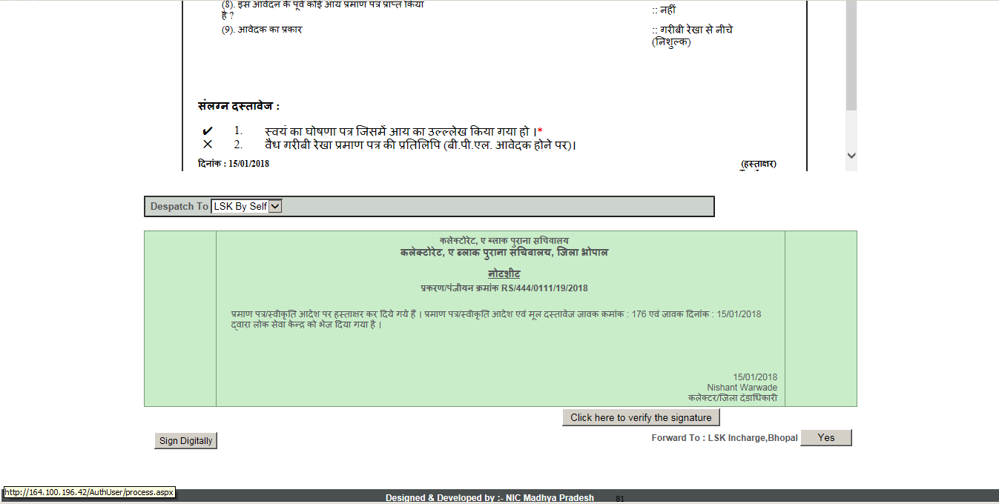 (8). इस आवेदन के पूर्व कोई आय प्रमाण पत्र प्राप्त किया
है ?
:: नहीं
(9). आवेदक का प्रकार
:: गरीबी रेखा से नीचे
(निशुल्क)
संलग्न दस्तावेज :
✔ 1. स्वयं का घोषणा पत्र जिसमें आय का उल्ल्लेख किया गया हो ।*
✕ 2. वैध गरीबी रेखा प्रमाण पत्र की प्रतिलिपि (बी.पी.एल. आवेदक होने पर)।
दिनांक : 15/01/2018
(हस्ताक्षर)
Despatch To LSK By Self
कलेक्टोरेट, ए ब्लाक पुराना सचिवालय
कलेक्टोरेट, ए ब्लाक पुराना सचिवालय, जिला भोपाल
नोटशीट
प्रकरण/पंजीयन क्रमांक RS/444/0111/19/2018
प्रमाण पत्र/स्वीकृति आदेश पर हस्ताक्षर कर दिये गये हैं । प्रमाण पत्र/स्वीकृति आदेश एवं मूल दस्तावेज जावक क्रमांक : 176 एवं जावक दिनांक : 15/01/2018
द्वारा लोक सेवा केन्द्र को भेज दिया गया है ।
15/01/2018
Nishant Warwade
कलेक्टर/जिला दंडाधिकारी
Click here to verify the signature
Forward To : LSK Incharge,Bhopal Yes
Sign Digitally
http://164.100.196.42/AuthUser/process.aspx
Designed & Developed by :- NIC Madhya Pradesh 81